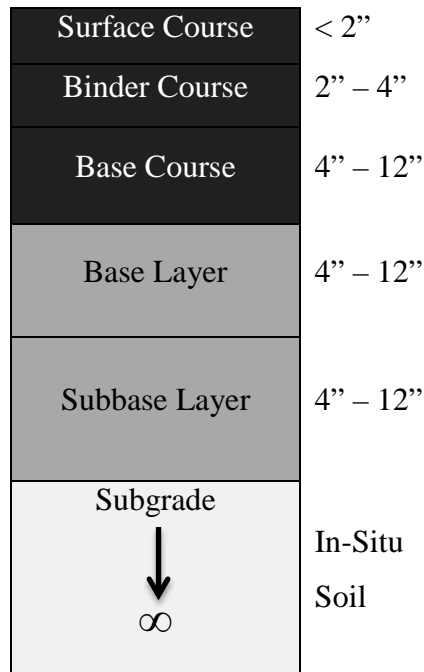 Surface Course < 2”
Binder Course 2” – 4”
Base Course 4” – 12”
Base Layer 4” – 12”
Subbase Layer 4” – 12”
Subgrade
In-Situ
Soil
∞